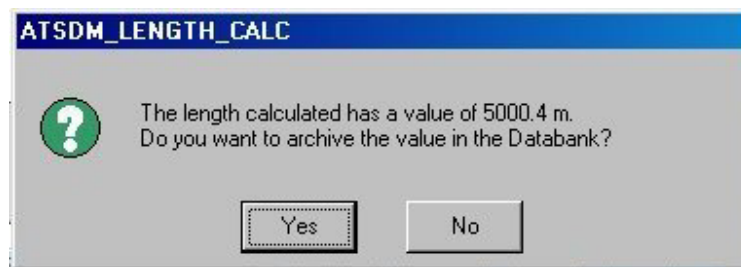 ATSDM_LENGTH_CALC
The length calculated has a value of 5000.4 m.
Do you want to archive the value in the Databank?
Yes No